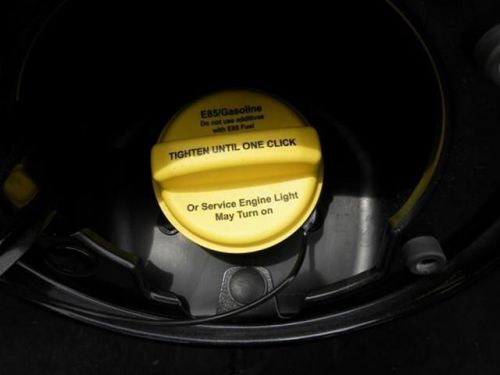 E85/Gasoline
Do not use additives
with E85 Fuel
TIGHTEN UNTIL ONE CLICK
Or Service Engine Light
May Turn on